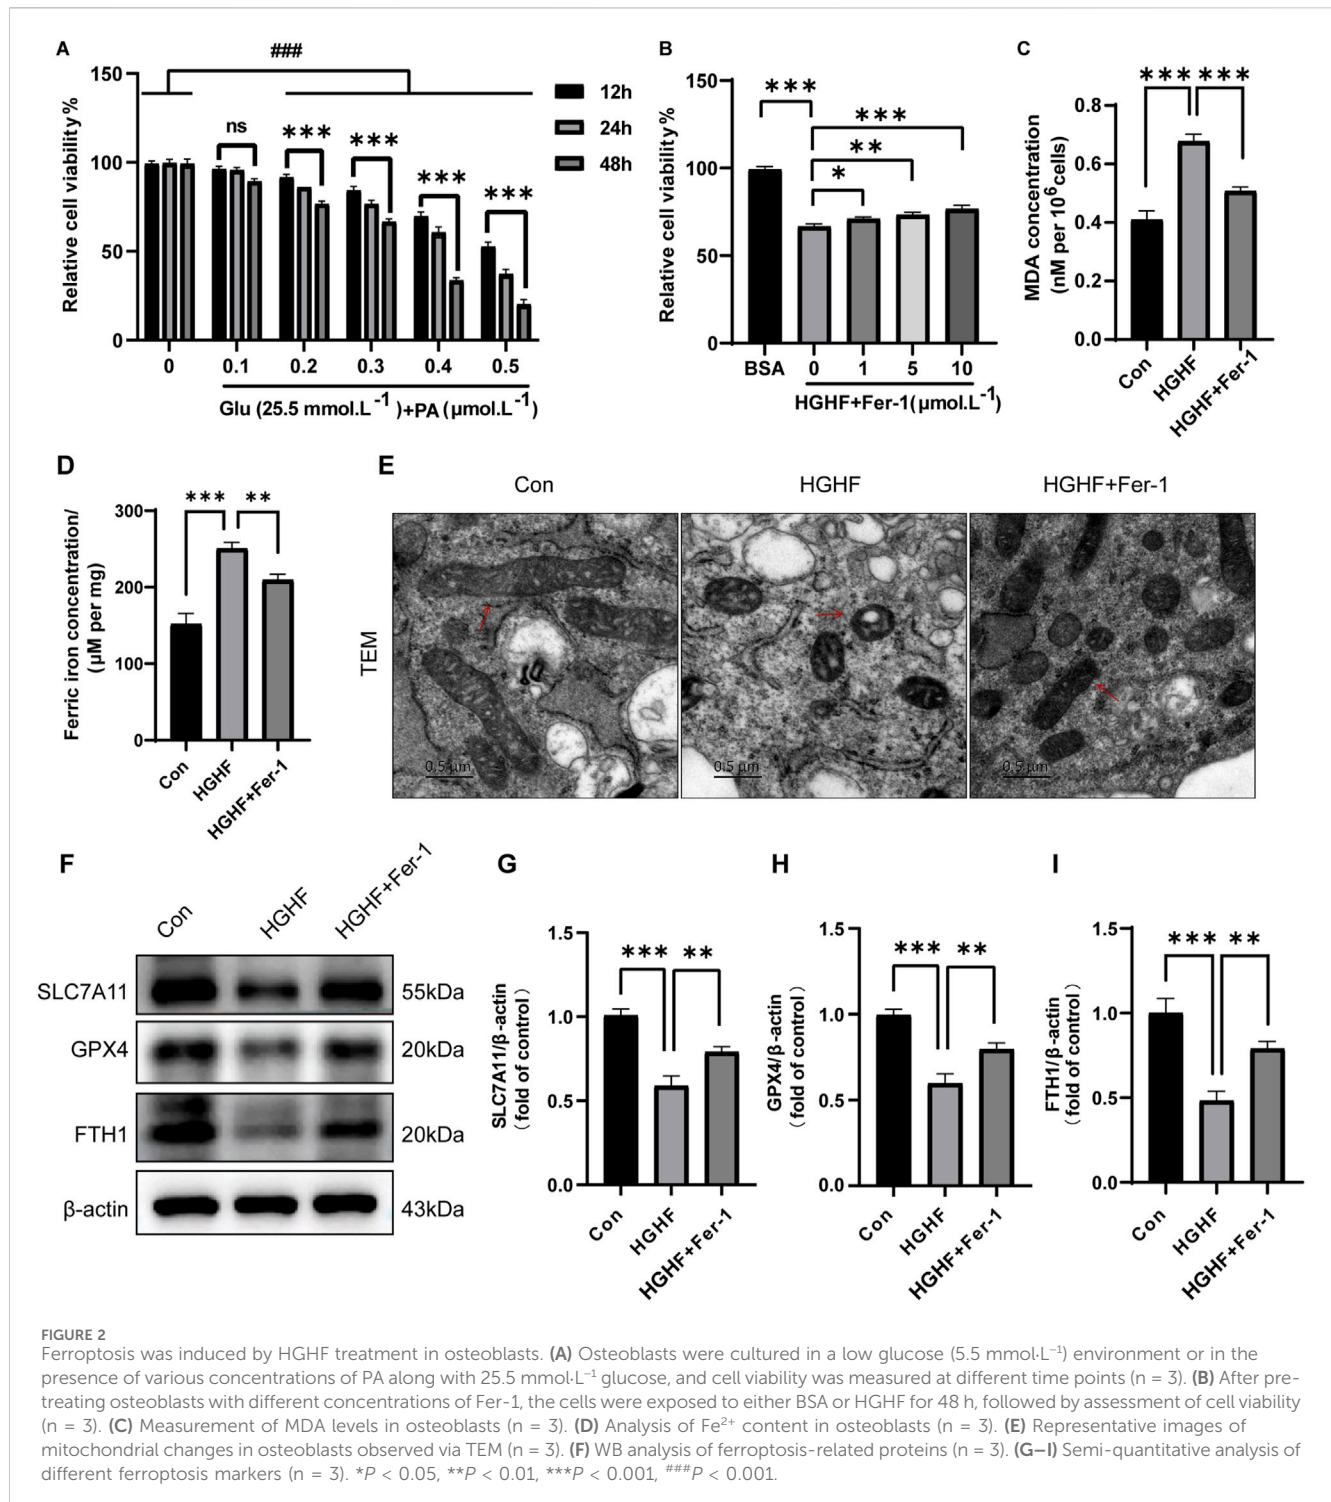 A
###
150
100
50
0
Relative cell viability%
ns
***
***
***
***
12h
24h
48h
0 0.1 0.2 0.3 0.4 0.5
Glu (25.5 mmol.L⁻¹)+PA (μmol.L⁻¹)
B
150
100
50
0
Relative cell viability%
***
***
**
*
BSA 0 1 5 10
HGHF+Fer-1(μmol.L⁻¹)
C
*** ***
0.8
0.6
0.4
0.2
0.0
MDA concentration
(nM per 10⁶cells)
Con HGHF HGHF+Fer-1
D
*** **
300
200
100
0
Ferric iron concentration/
(μM per mg)
Con HGHF HGHF+Fer-1
E
Con HGHF HGHF+Fer-1
TEM
0.5 μm 0.5 μm 0.5 μm
F
Con HGHF HGHF+Fer-1
SLC7A11 55kDa
GPX4 20kDa
FTH1 20kDa
β-actin 43kDa
G
1.5
1.0
0.5
0.0
SLC7A11/β-actin
(fold of control)
*** **
Con HGHF HGHF+Fer-1
H
1.5
1.0
0.5
0.0
GPX4/β-actin
(fold of control)
*** **
Con HGHF HGHF+Fer-1
I
1.5
1.0
0.5
0.0
FTH1/β-actin
(fold of control)
*** **
Con HGHF HGHF+Fer-1
FIGURE 2
Ferroptosis was induced by HGHF treatment in osteoblasts. (A) Osteoblasts were cultured in a low glucose (5.5 mmol·L⁻¹) environment or in the
presence of various concentrations of PA along with 25.5 mmol·L⁻¹ glucose, and cell viability was measured at different time points (n = 3). (B) After pre-
treating osteoblasts with different concentrations of Fer-1, the cells were exposed to either BSA or HGHF for 48 h, followed by assessment of cell viability
(n = 3). (C) Measurement of MDA levels in osteoblasts (n = 3). (D) Analysis of Fe²⁺ content in osteoblasts (n = 3). (E) Representative images of
mitochondrial changes in osteoblasts observed via TEM (n = 3). (F) WB analysis of ferroptosis-related proteins (n = 3). (G–I) Semi-quantitative analysis of
different ferroptosis markers (n = 3). *P < 0.05, **P < 0.01, ***P < 0.001, ###P < 0.001.